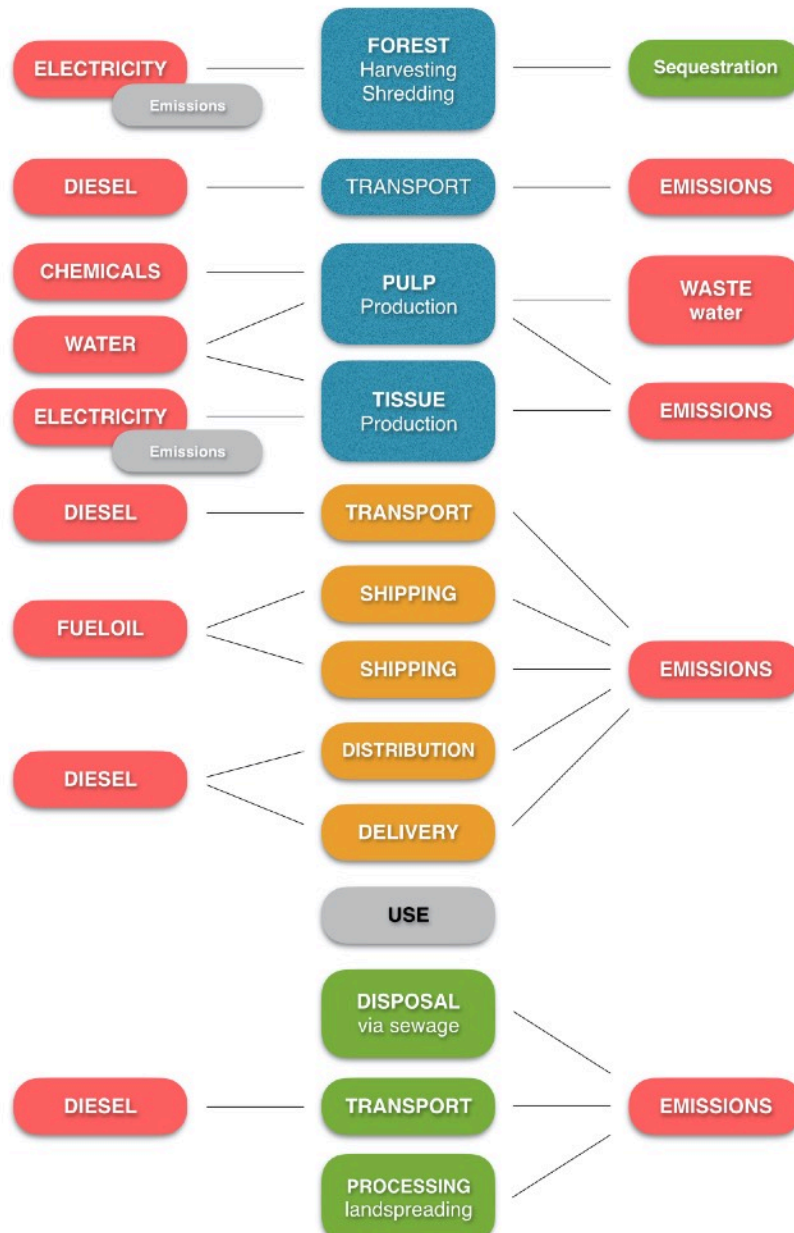 ELECTRICITY
Emissions
FOREST
Harvesting
Shredding
Sequestration
DIESEL
TRANSPORT
EMISSIONS
CHEMICALS
PULP
Production
WASTE
water
WATER
ELECTRICITY
Emissions
TISSUE
Production
EMISSIONS
DIESEL
TRANSPORT
FUELOIL
SHIPPING
SHIPPING
EMISSIONS
DIESEL
DISTRIBUTION
DELIVERY
USE
DISPOSAL
via sewage
DIESEL
TRANSPORT
EMISSIONS
PROCESSING
landspreading